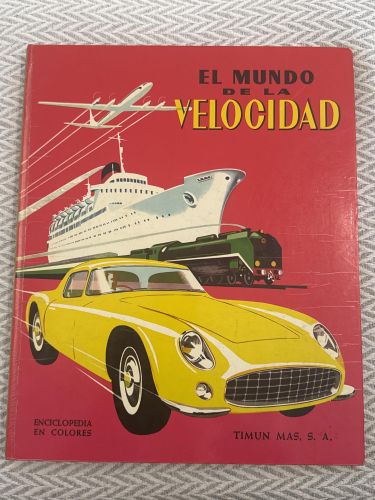 EL MUNDO
DE LA
VELOCIDAD
ENCICLOPEDIA
EN COLORES
TIMUN MAS, S. A.